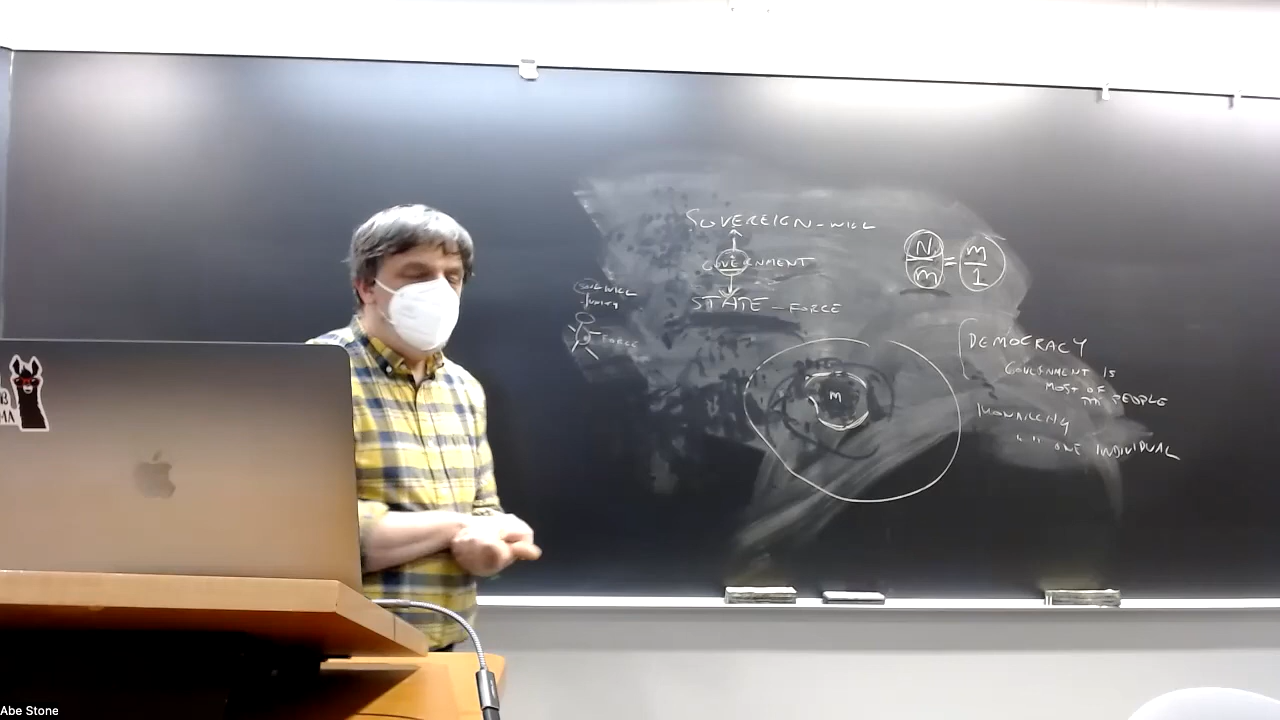 SOVEREIGN - WILL
GOVERNMENT
STATE - FORCE
FORCE
N
m
=
m
1
m
DEMOCRACY
GOVERNMENT IS
MOST OF
THE PEOPLE
MONARCHY
" " ONE INDIVIDUAL
Abe Stone